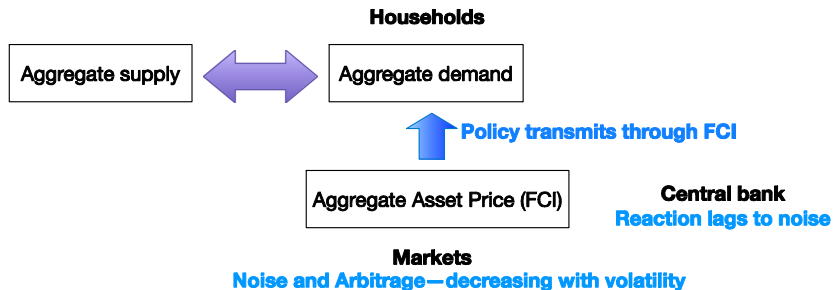 Households
Aggregate supply
Aggregate demand
Policy transmits through FCI
Aggregate Asset Price (FCI)
Central bank
Reaction lags to noise
Markets
Noise and Arbitrage—decreasing with volatility